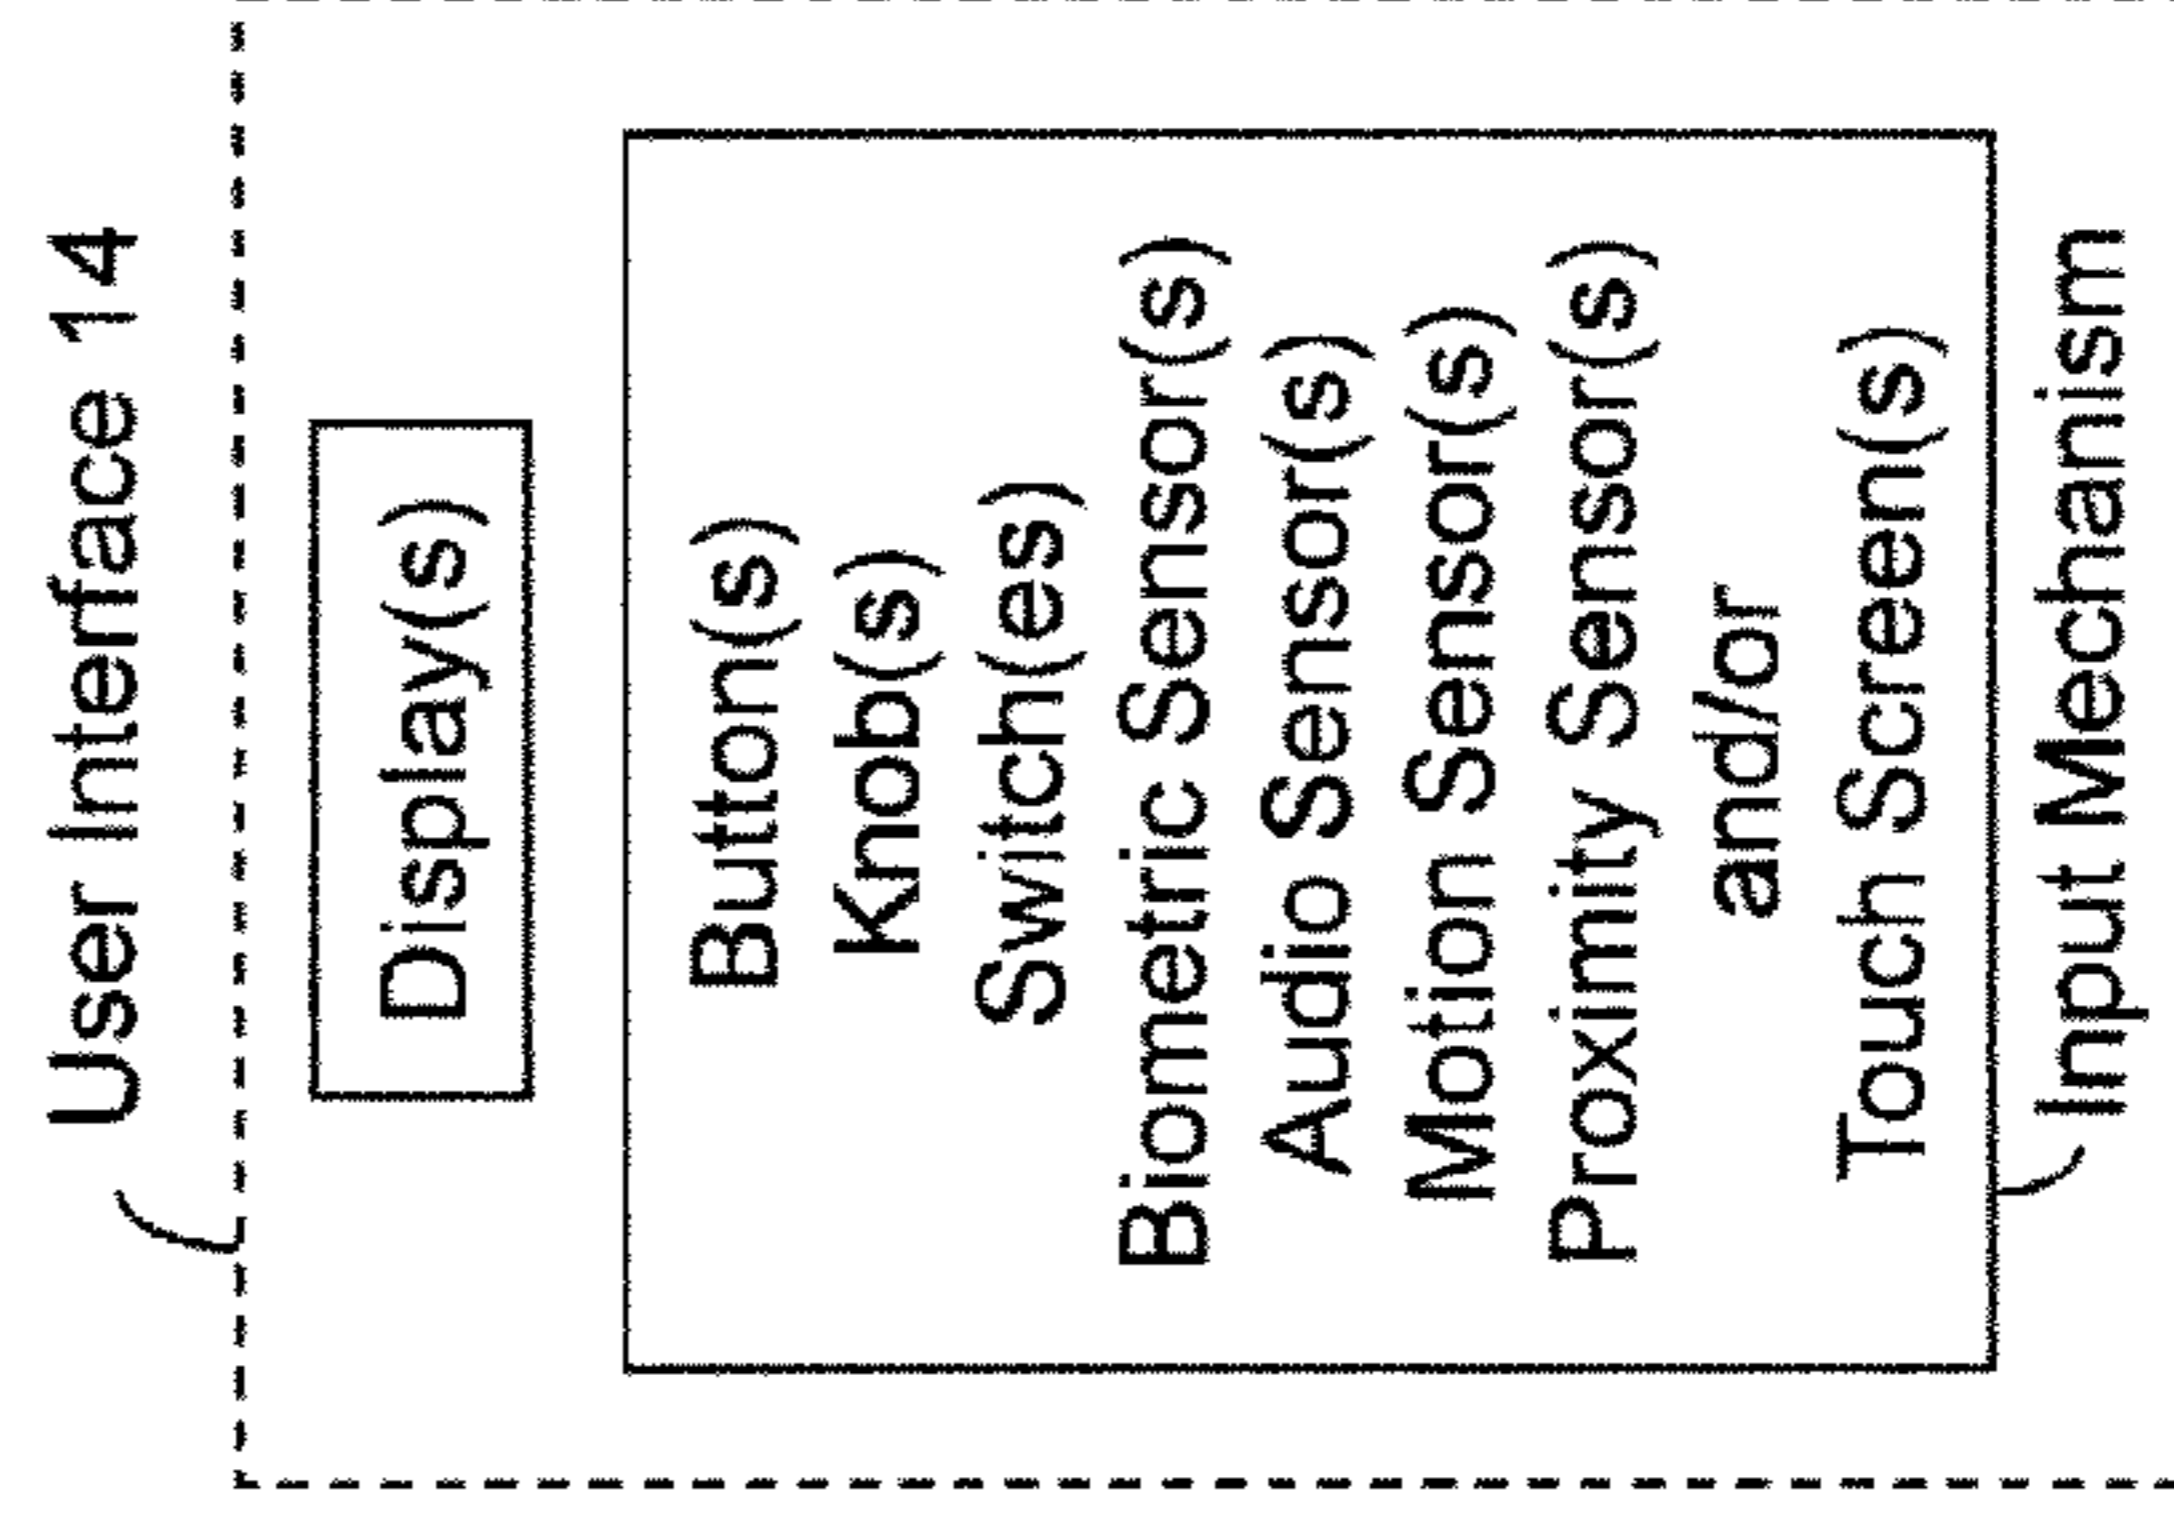 User Interface 14
Display(s)
Button(s)
Knob(s)
Switch(es)
Biometric Sensor(s)
Audio Sensor(s)
Motion Sensor(s)
Proximity Sensor(s)
and/or
Touch Screen(s)
Input Mechanism